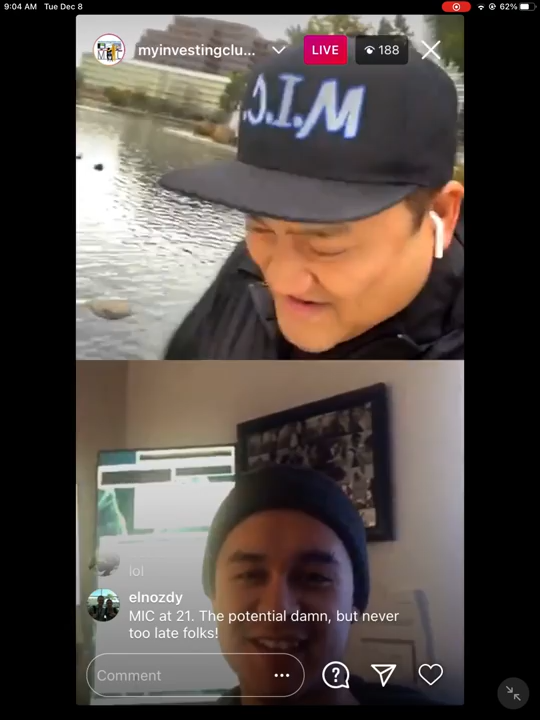 9:04 AM Tue Dec 8
62%
myinvestingclu...
LIVE
188
M.I.C.
lol
elnozdy
MIC at 21. The potential damn, but never
too late folks!
Comment